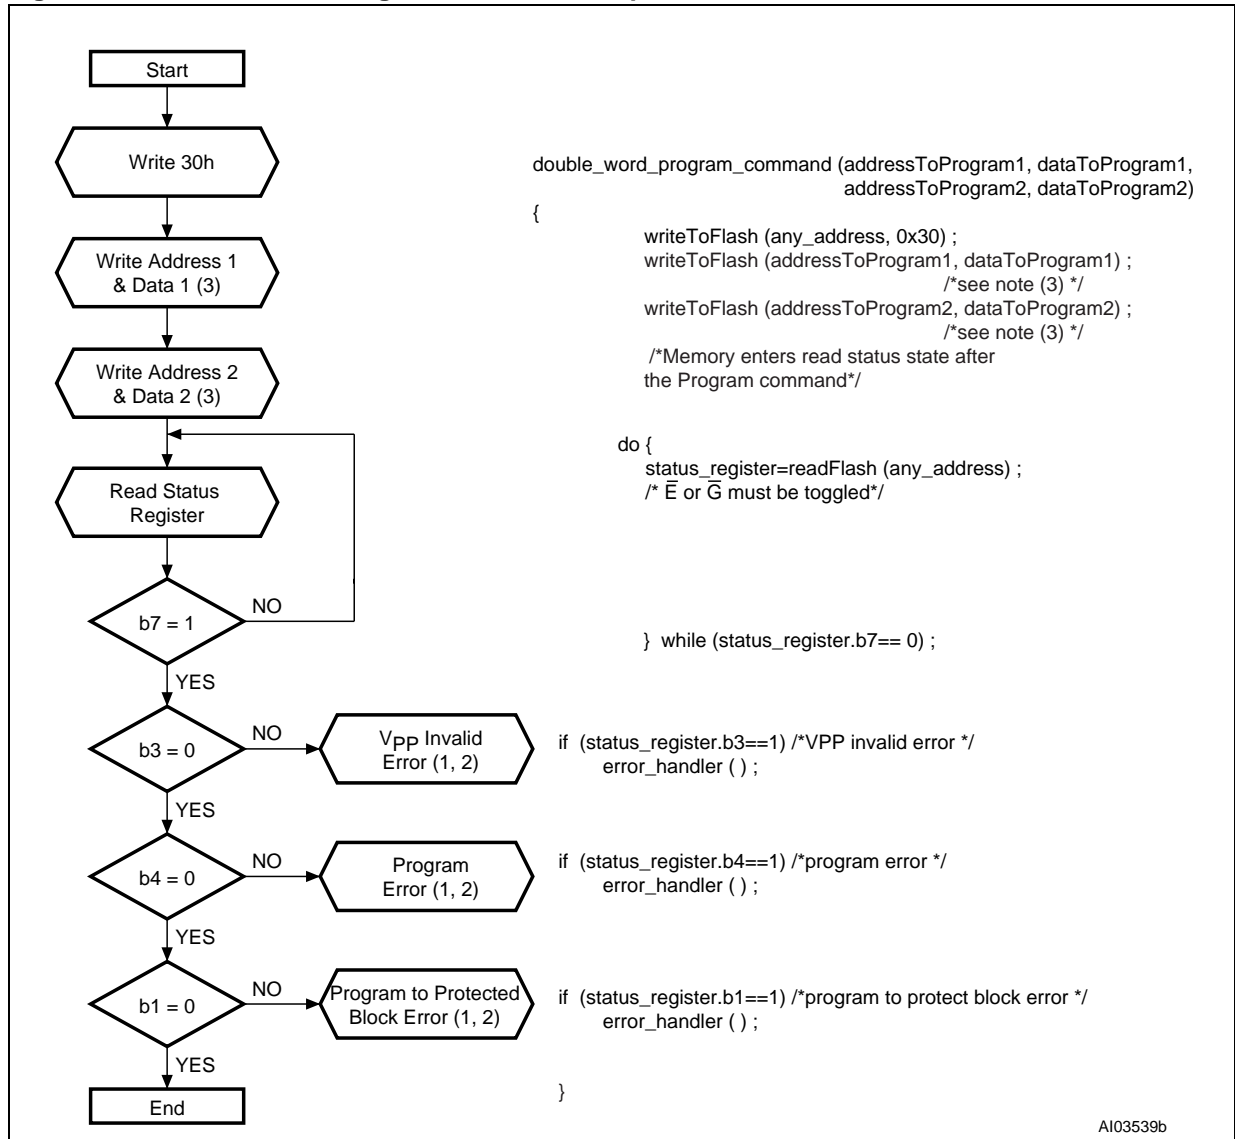 Start
Write 30h
Write Address 1
& Data 1 (3)
Write Address 2
& Data 2 (3)
Read Status
Register
b7 = 1
NO
YES
b3 = 0
NO
VPP Invalid
Error (1, 2)
YES
b4 = 0
NO
Program
Error (1, 2)
YES
b1 = 0
NO
Program to Protected
Block Error (1, 2)
YES
End
double_word_program_command (addressToProgram1, dataToProgram1,
addressToProgram2, dataToProgram2)
{
writeToFlash (any_address, 0x30) ;
writeToFlash (addressToProgram1, dataToProgram1) ;
/*see note (3) */
writeToFlash (addressToProgram2, dataToProgram2) ;
/*see note (3) */
/*Memory enters read status state after
the Program command*/
do {
status_register=readFlash (any_address) ;
/* E̅ or G̅ must be toggled*/
} while (status_register.b7== 0) ;
if (status_register.b3==1) /*VPP invalid error */
error_handler ( ) ;
if (status_register.b4==1) /*program error */
error_handler ( ) ;
if (status_register.b1==1) /*program to protect block error */
error_handler ( ) ;
}
AI03539b